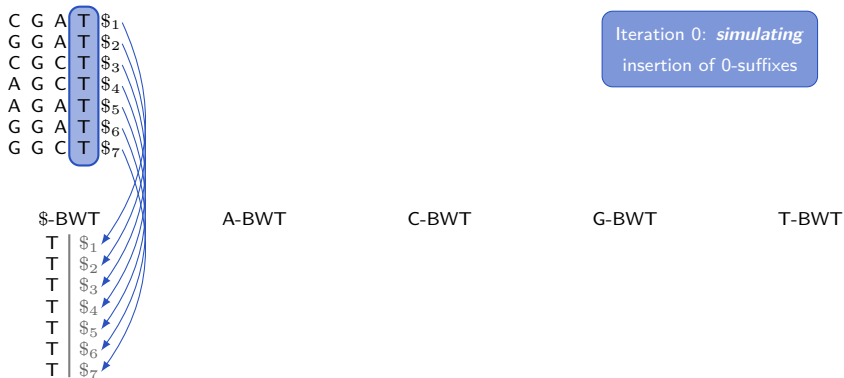 C G A T $₁
G G A T $₂
C G C T $₃
A G C T $₄
A G A T $₅
G G A T $₆
G G C T $₇
Iteration 0: simulating
insertion of 0-suffixes
$-BWT A-BWT C-BWT G-BWT T-BWT
T $₁
T $₂
T $₃
T $₄
T $₅
T $₆
T $₇